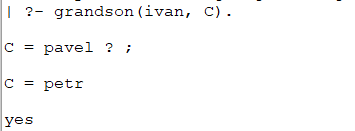 | ?- grandson(ivan, C).
C = pavel ? ;
C = petr
yes